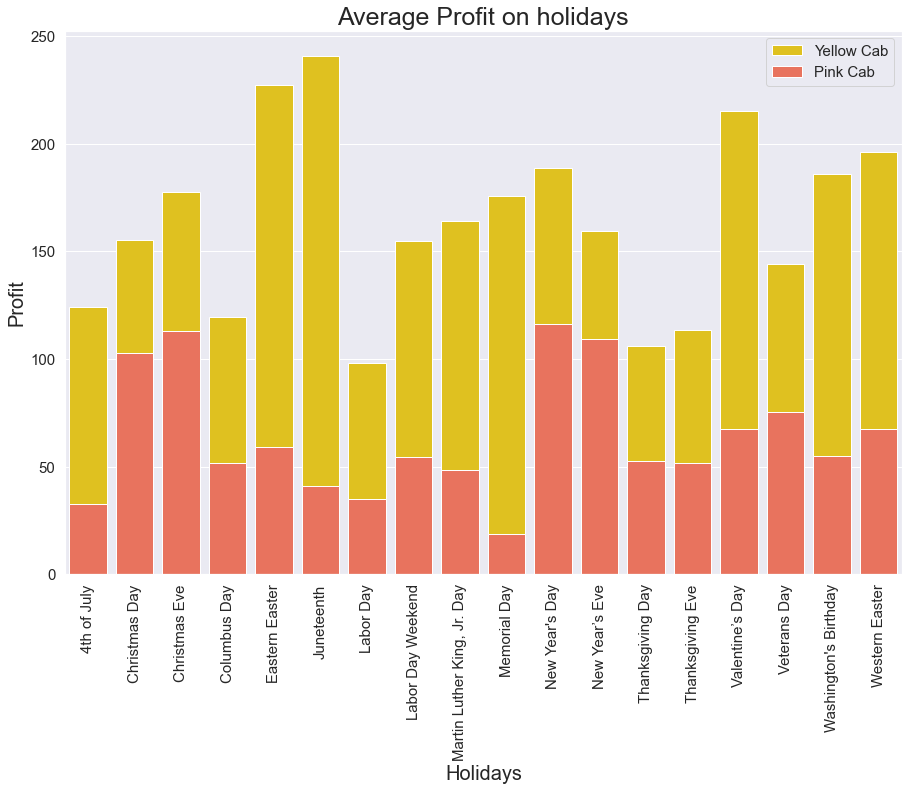 Average Profit on holidays
Yellow Cab
Pink Cab
Profit
250
200
150
100
50
0
4th of July
Christmas Day
Christmas Eve
Columbus Day
Eastern Easter
Juneteenth
Labor Day
Labor Day Weekend
Martin Luther King, Jr. Day
Memorial Day
New Year's Day
New Year’s Eve
Thanksgiving Day
Thanksgiving Eve
Valentine’s Day
Veterans Day
Washington's Birthday
Western Easter
Holidays